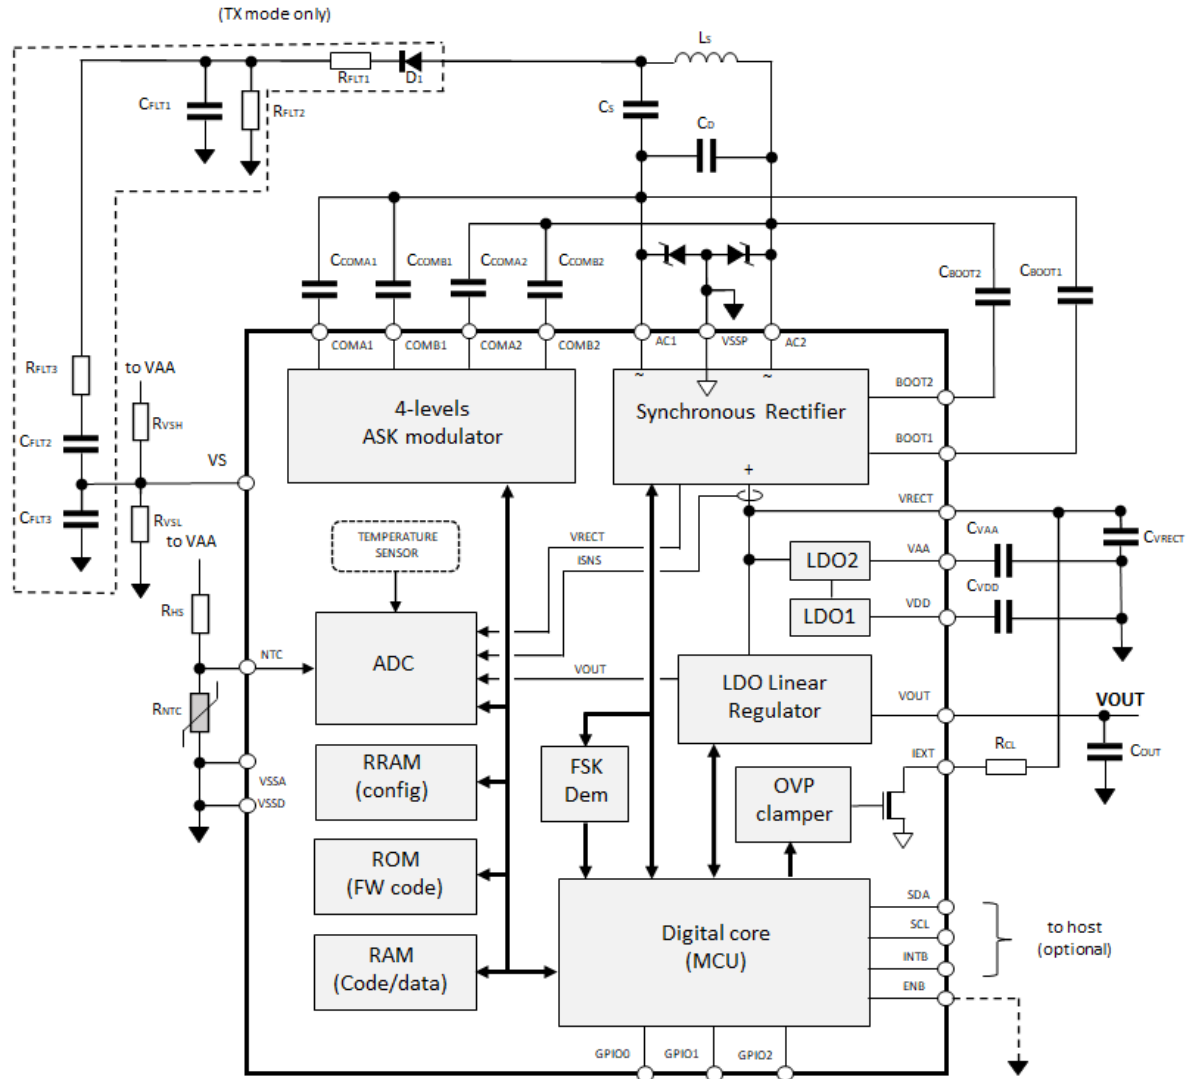 (TX mode only)
LS
RFLT1
D1
CFLT1
RFLT2
CS
CD
CCOMA1
CCOMB1
CCOMA2
CCOMB2
CBOOT2
CBOOT1
COMA1
COMB1
COMA2
COMB2
AC1
VSSP
AC2
RFLT3
to VAA
~
~
BOOT2
4-levels
ASK modulator
Synchronous Rectifier
RVSH
BOOT1
CFLT2
VS
+
VRECT
CFLT3
RVSL
to VAA
TEMPERATURE
SENSOR
VRECT
ISNS
CVAA
CVRECT
LDO2
VAA
CVDD
RHS
LDO1
VDD
NTC
ADC
VOUT
LDO Linear
Regulator
VOUT
VOUT
RNTC
RCL
COUT
IEXT
VSSA
VSSD
RRAM
(config)
FSK
Dem
OVP
clamper
ROM
(FW code)
SDA
SCL
INTB
ENB
to host
(optional)
RAM
(Code/data)
Digital core
(MCU)
GPIO0
GPIO1
GPIO2